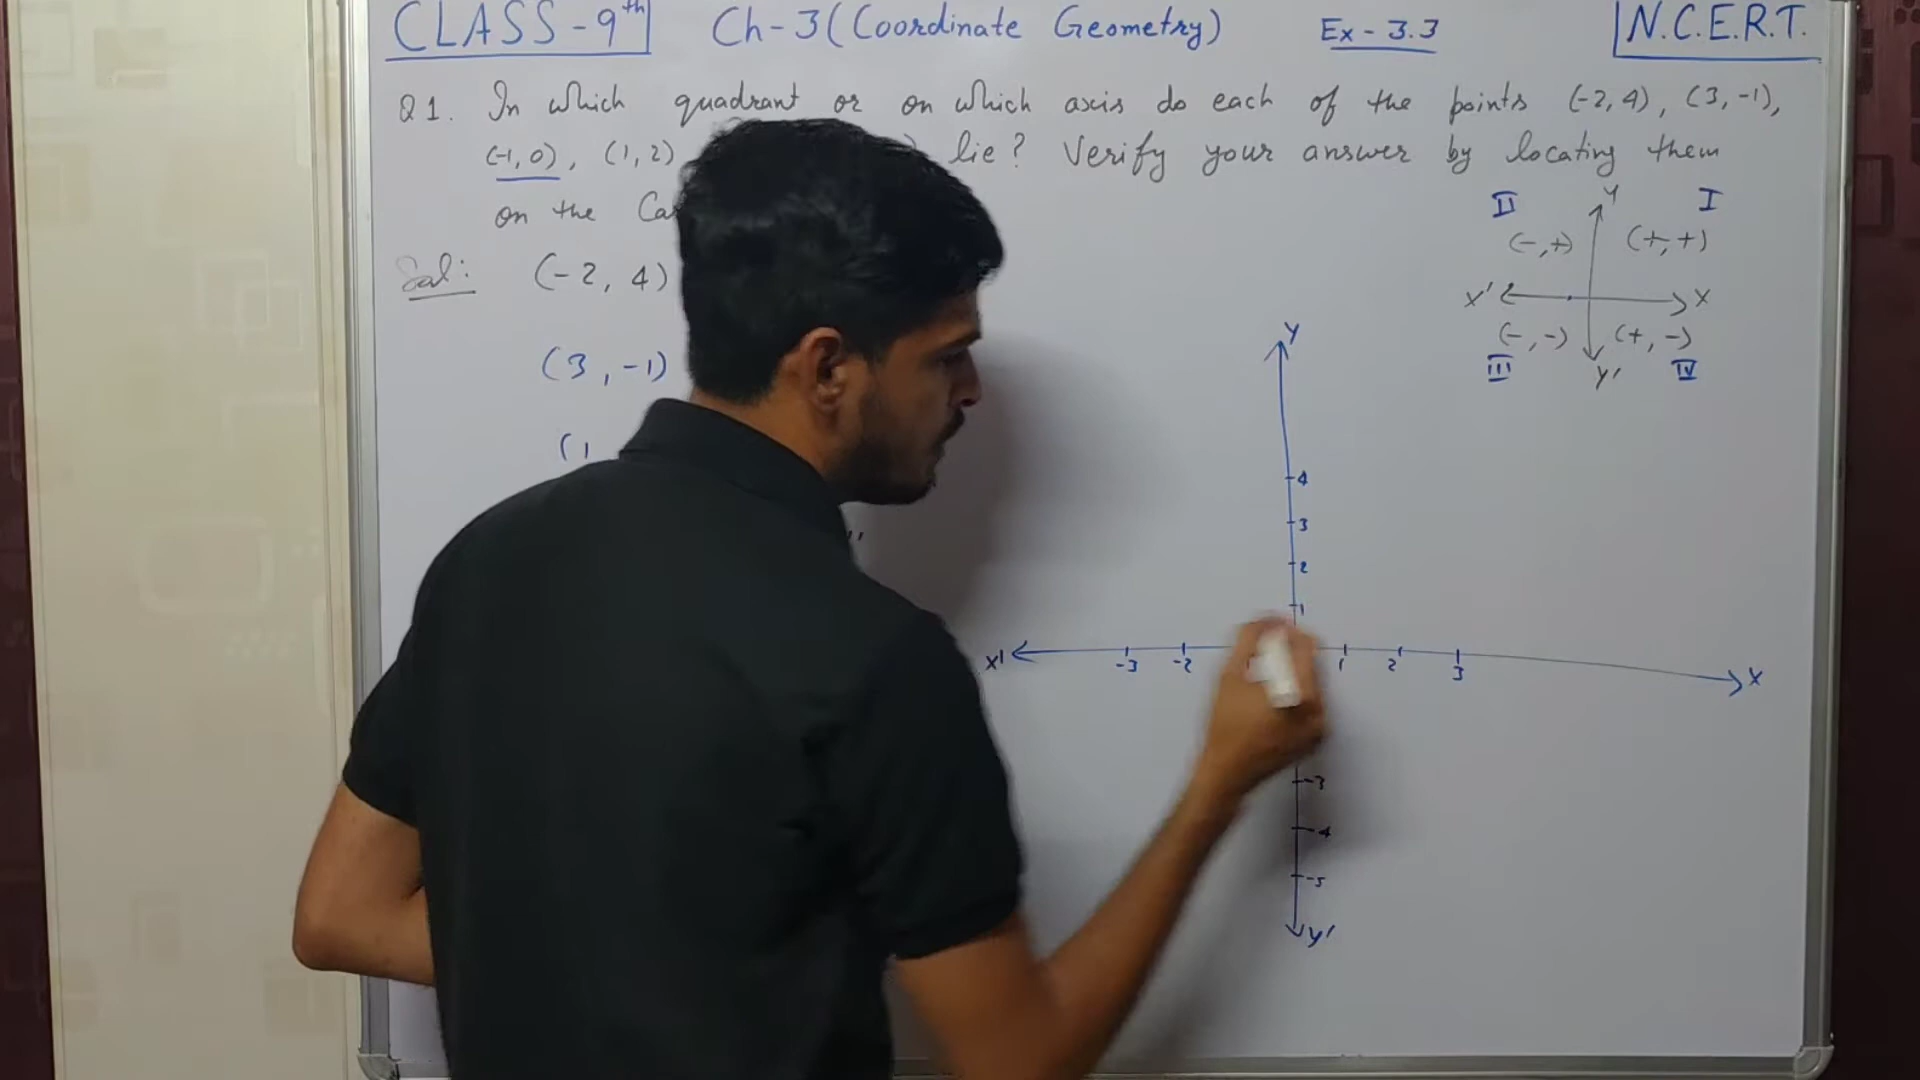 CLASS-9th Ch-3 (Coordinate Geometry) Ex - 3.3 N.C.E.R.T.
Q1. In which quadrant or on which axis do each of the points (-2, 4), (3, -1),
(-1, 0), (1, 2) lie? Verify your answer by locating them
on the
II I
(-,+) (+,+)
X' X
(-,-) (+,-)
III IV
Y
Y'
Sol: (-2, 4)
(3, -1)
(1
Y
4
3
2
1
X' -3 -2 1 2 3 X
-3
-4
-5
Y'